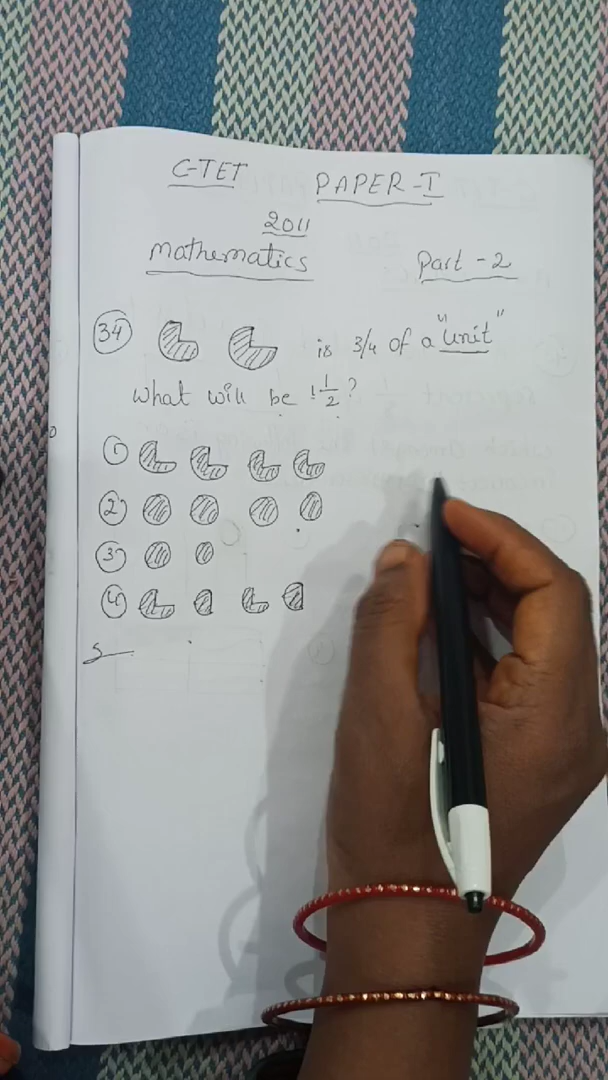 C-TET PAPER-I
2011
Mathematics Part-2
34 is 3/4 of a "Unit"
What will be 1 1/2?
1
2
3
4
S